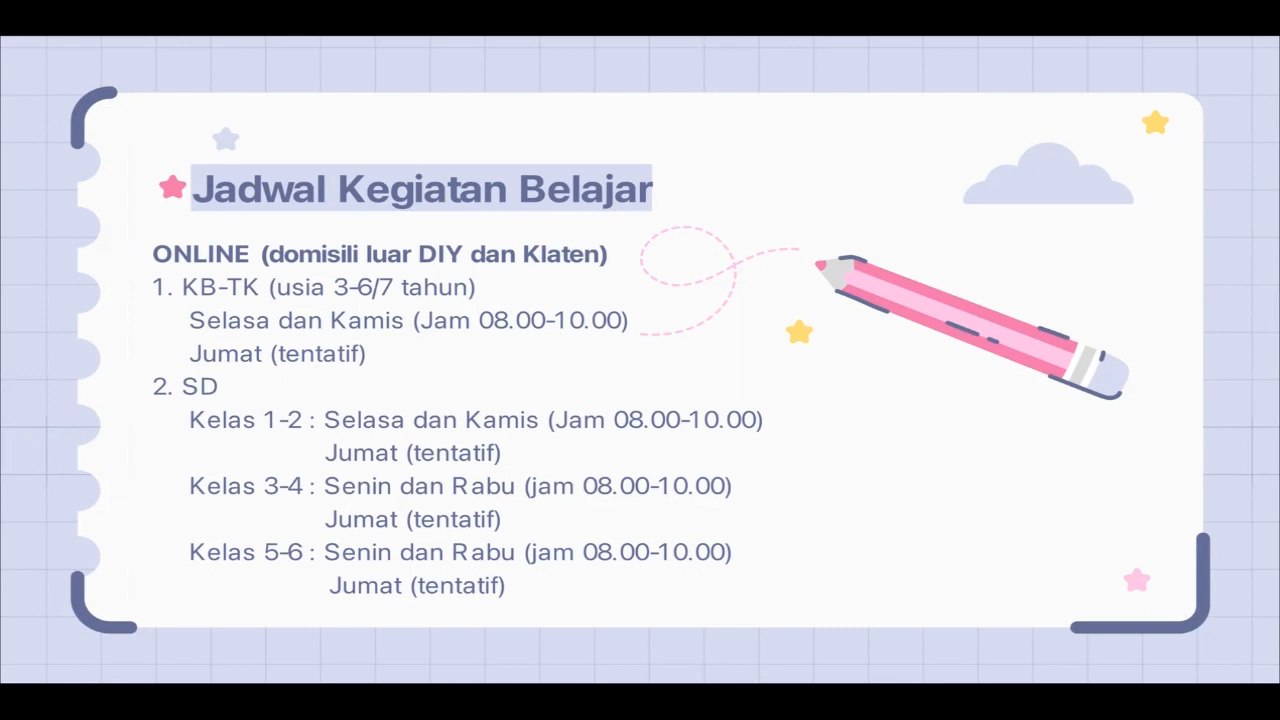 Jadwal Kegiatan Belajar
ONLINE (domisili luar DIY dan Klaten)
1. KB-TK (usia 3-6/7 tahun)
Selasa dan Kamis (Jam 08.00-10.00)
Jumat (tentatif)
2. SD
Kelas 1-2 : Selasa dan Kamis (Jam 08.00-10.00)
Jumat (tentatif)
Kelas 3-4 : Senin dan Rabu (jam 08.00-10.00)
Jumat (tentatif)
Kelas 5-6 : Senin dan Rabu (jam 08.00-10.00)
Jumat (tentatif)